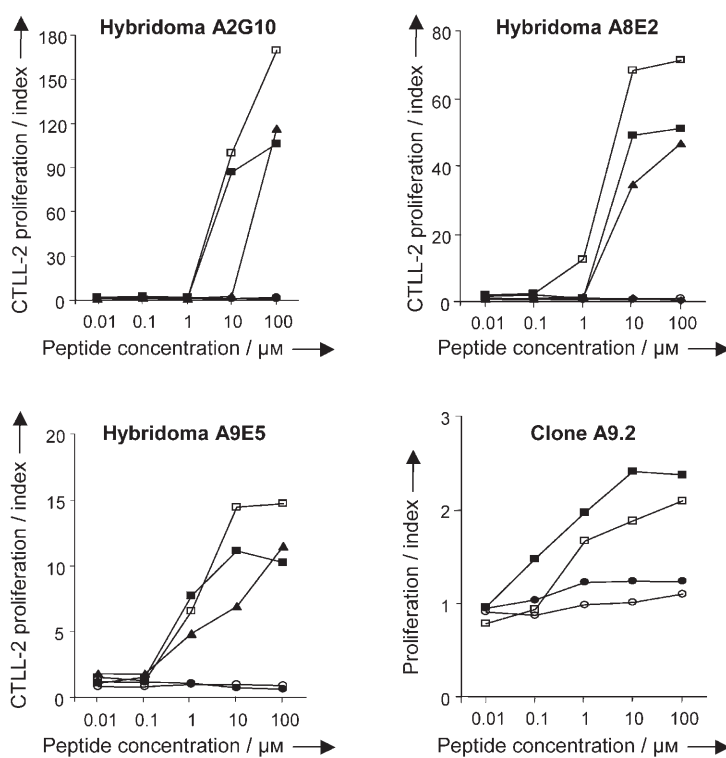 Hybridoma A2G10
CTLL-2 proliferation / index
180
150
120
90
60
30
0
0.01 0.1 1 10 100
Peptide concentration / µM
Hybridoma A8E2
CTLL-2 proliferation / index
80
60
40
20
0
0.01 0.1 1 10 100
Peptide concentration / µM
Hybridoma A9E5
CTLL-2 proliferation / index
20
15
10
5
0
0.01 0.1 1 10 100
Peptide concentration / µM
Clone A9.2
Proliferation / index
3
2
1
0
0.01 0.1 1 10 100
Peptide concentration / µM